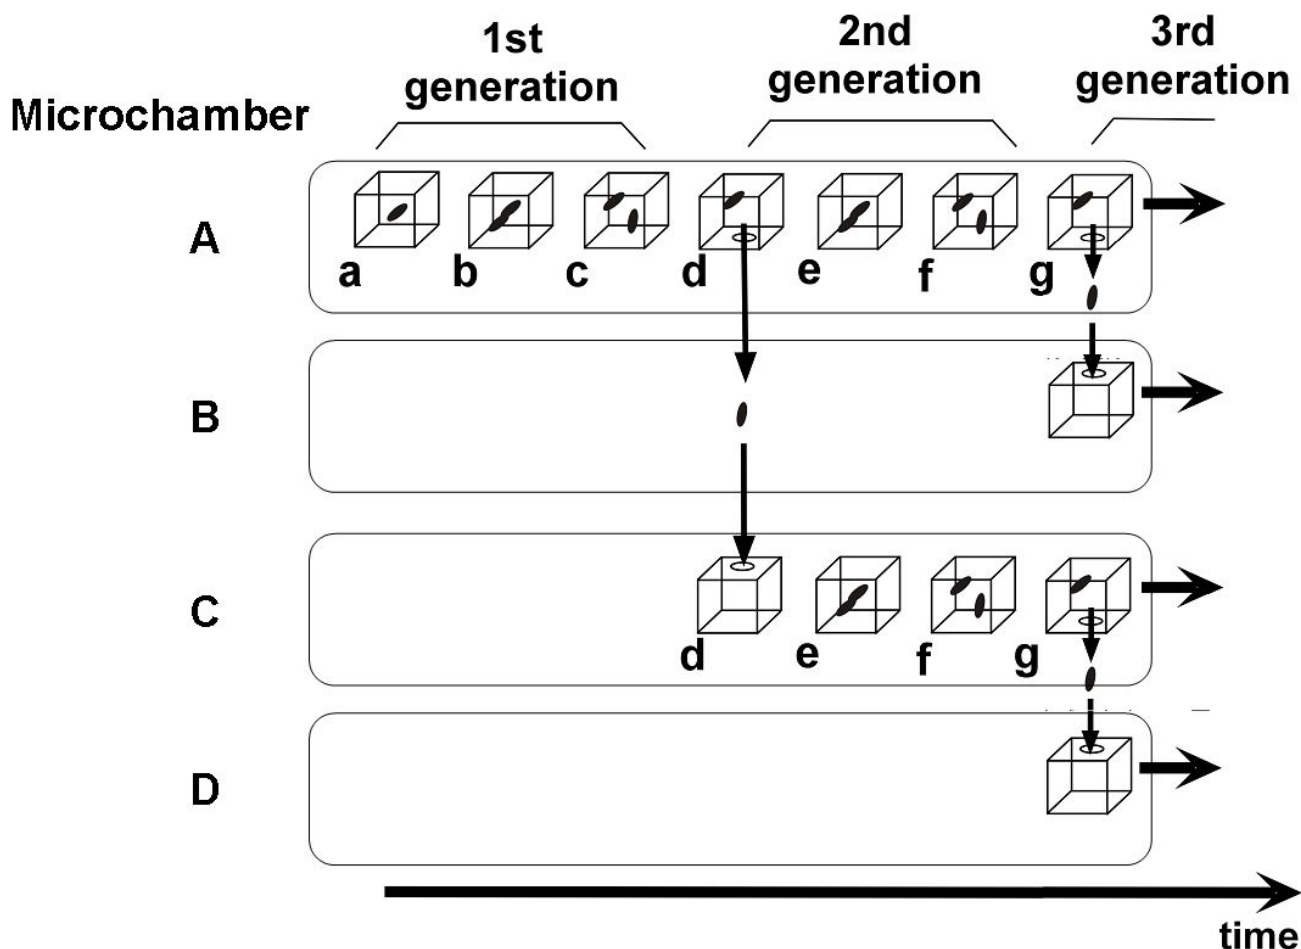 1st
generation
2nd
generation
3rd
generation
Microchamber
A
a b c d e f g
B
C
d e f g
D
time